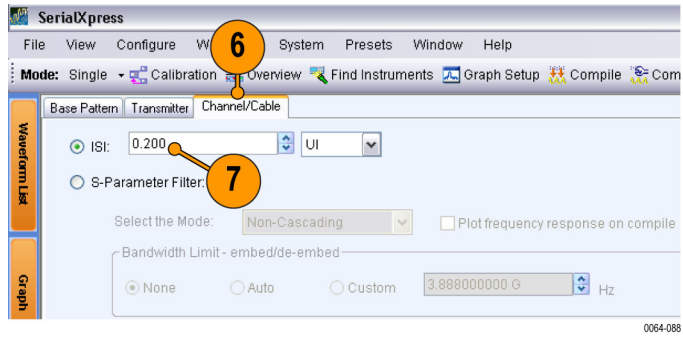 SerialXpress
File View Configure W 6 System Presets Window Help
Mode: Single Calibration Overview Find Instruments Graph Setup Compile Com
Base Pattern Transmitter Channel/Cable
Waveform List
ISI: 0.200 UI
S-Parameter Filter: 7
Select the Mode: Non-Cascading Plot frequency response on compile
Bandwidth Limit - embed/de-embed
Graph
None Auto Custom 3.888000000 G Hz
0064-088